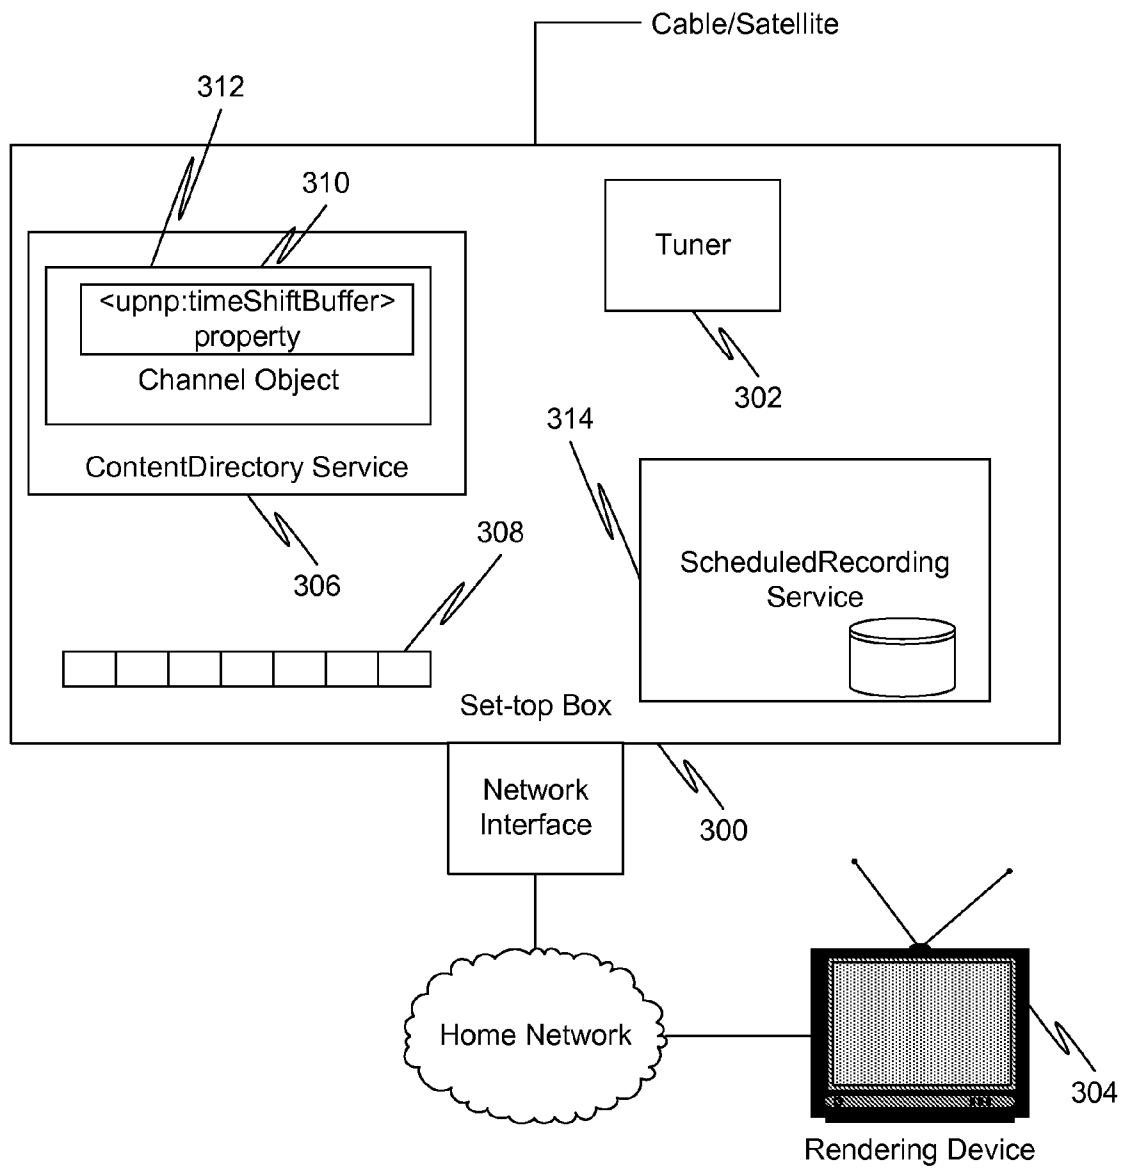 Cable/Satellite
312
310
Tuner
<upnp:timeShiftBuffer>
property
Channel Object
302
314
ContentDirectory Service
308
306
ScheduledRecording
Service
Set-top Box
Network
Interface
300
Home Network
304
Rendering Device